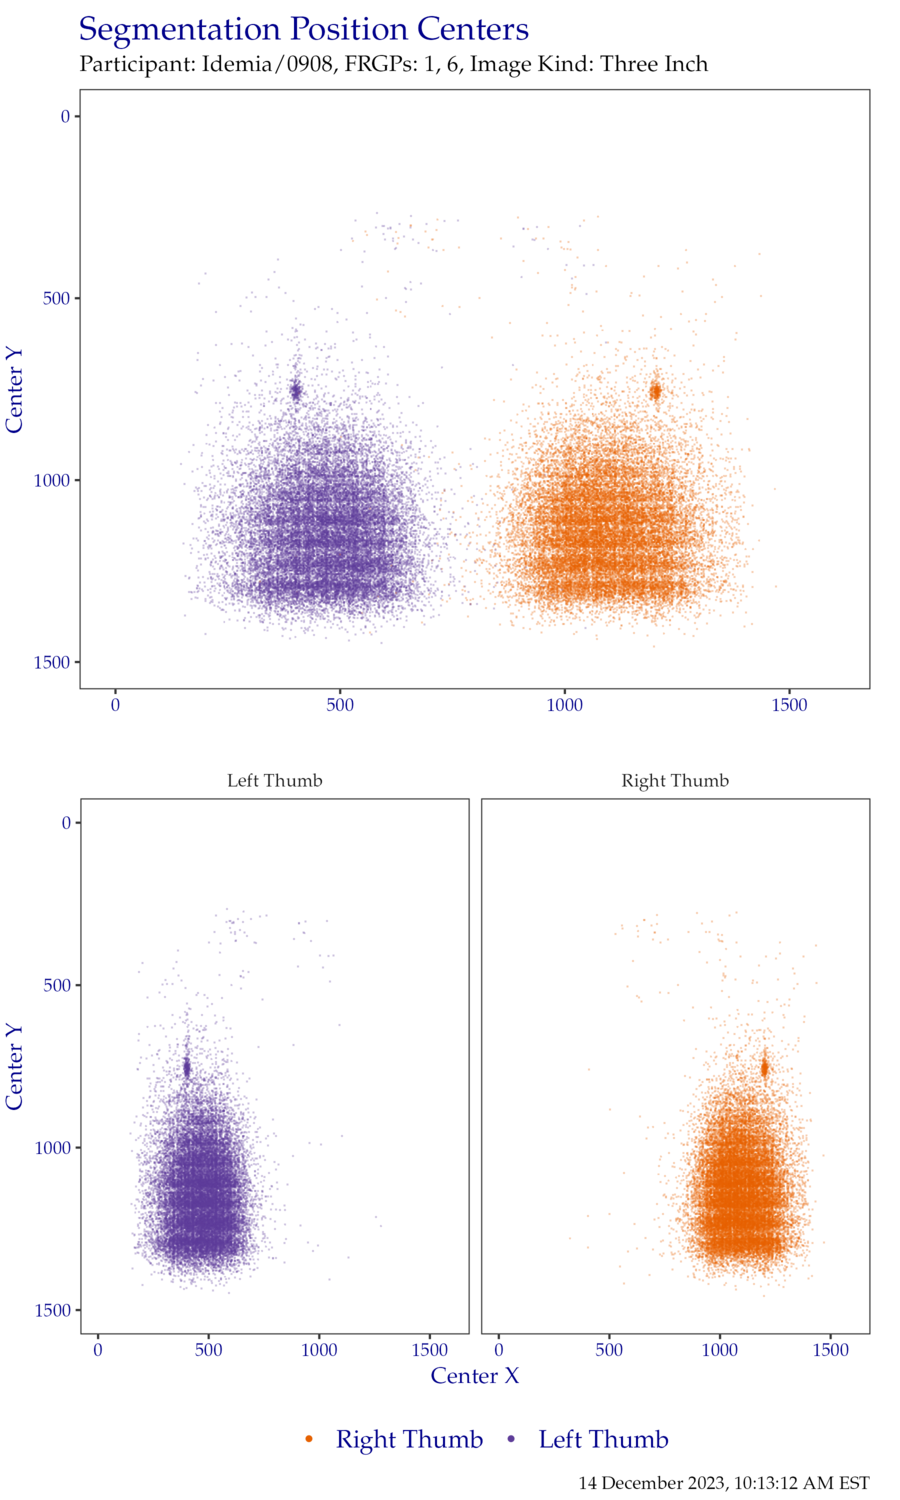 Segmentation Position Centers
Participant: Idemia/0908, FRGPs: 1, 6, Image Kind: Three Inch
Center Y
0
500
1000
1500
0 500 1000 1500
Left Thumb Right Thumb
Center Y
0
500
1000
1500
0 500 1000 1500 0 500 1000 1500
Center X
Right Thumb Left Thumb
14 December 2023, 10:13:12 AM EST